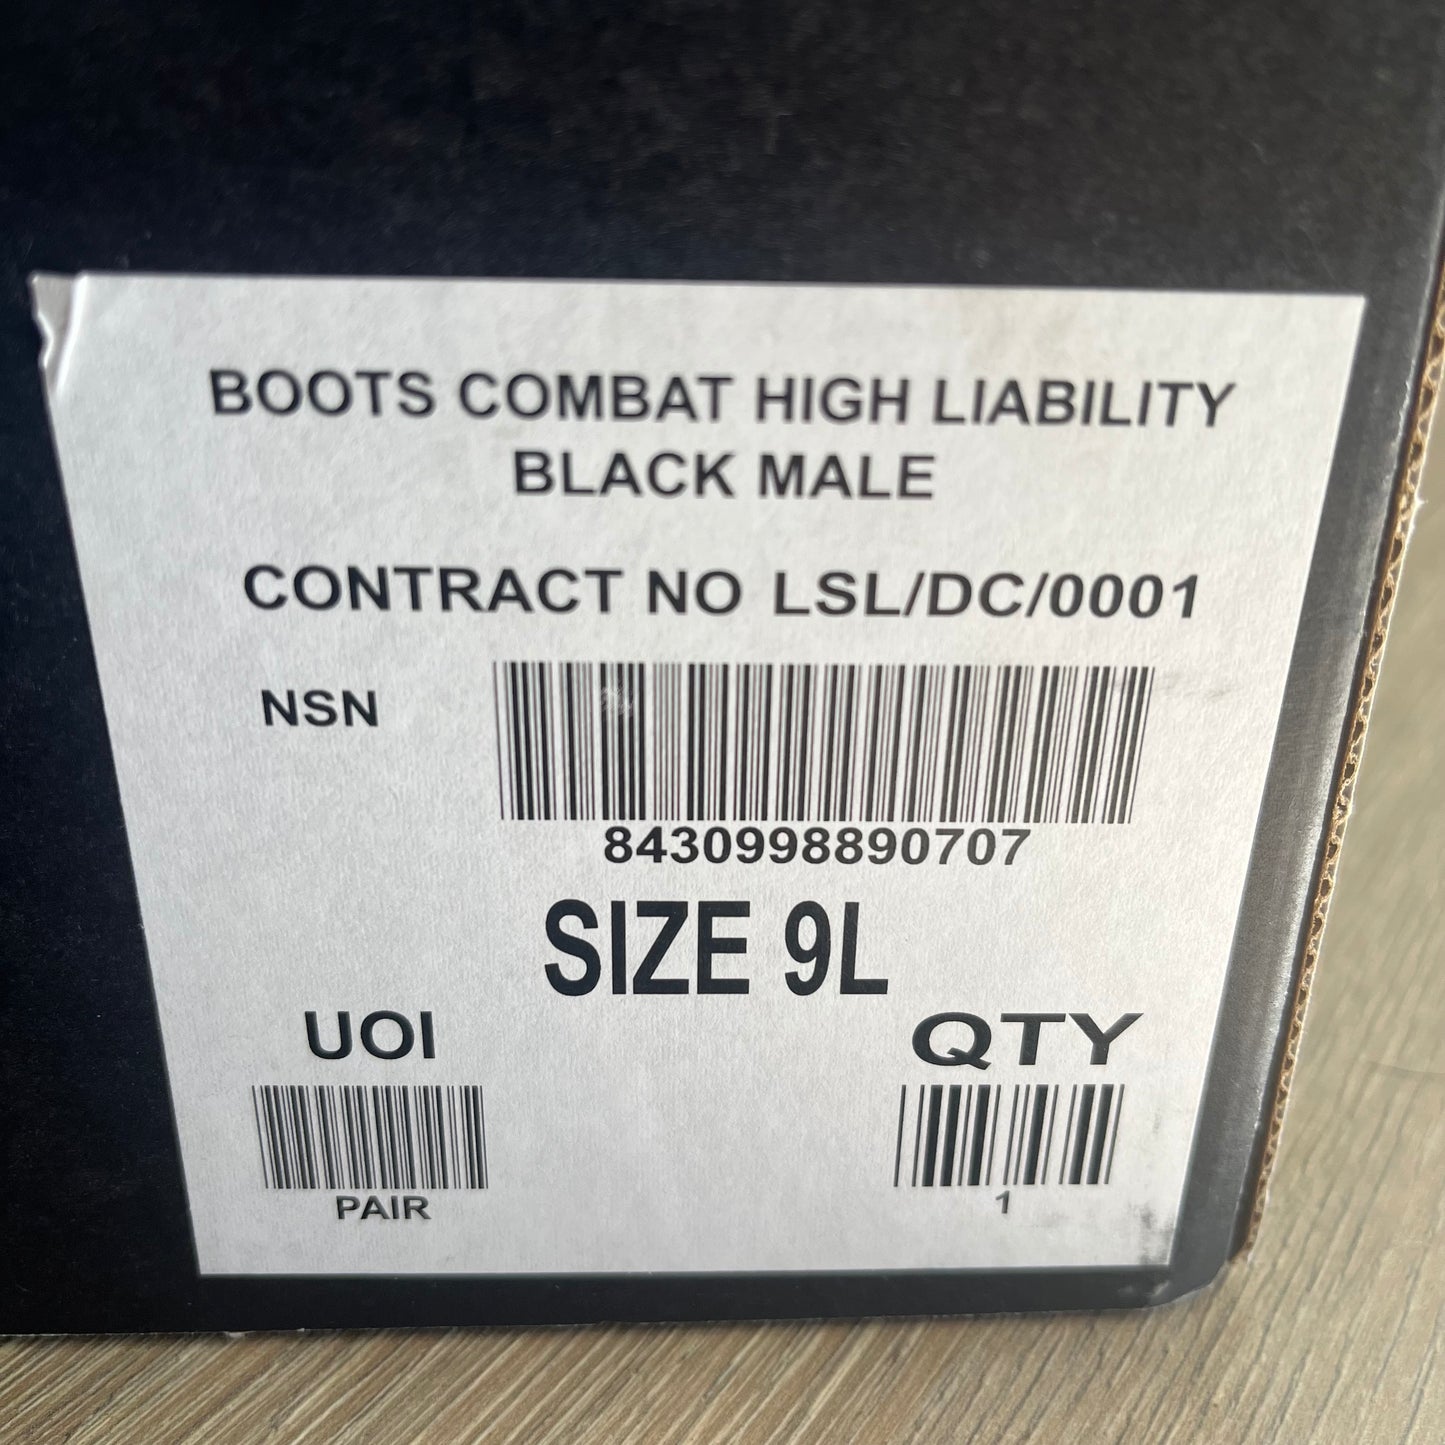 BOOTS COMBAT HIGH LIABILITY
BLACK MALE
CONTRACT NO LSL/DC/0001
NSN
8430998890707
SIZE 9L
UOI
PAIR
QTY
1